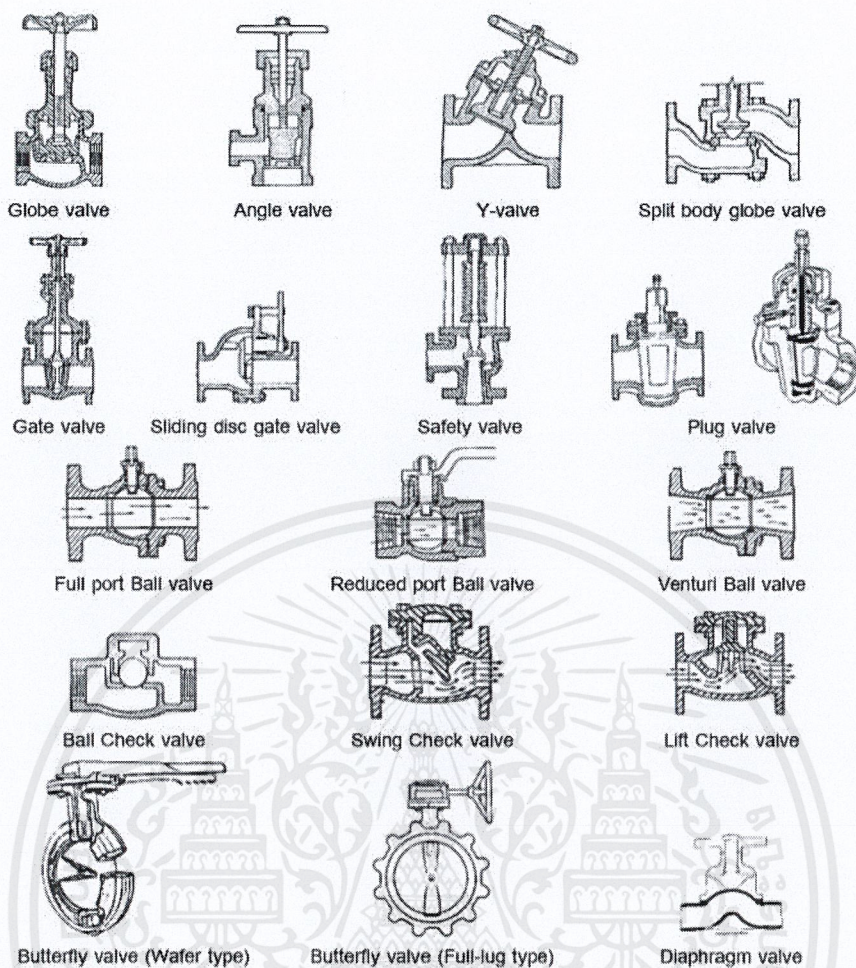 Globe valve
Angle valve
Y-valve
Split body globe valve
Gate valve
Sliding disc gate valve
Safety valve
Plug valve
Full port Ball valve
Reduced port Ball valve
Venturi Ball valve
Ball Check valve
Swing Check valve
Lift Check valve
Butterfly valve (Wafer type)
Butterfly valve (Full-lug type)
Diaphragm valve